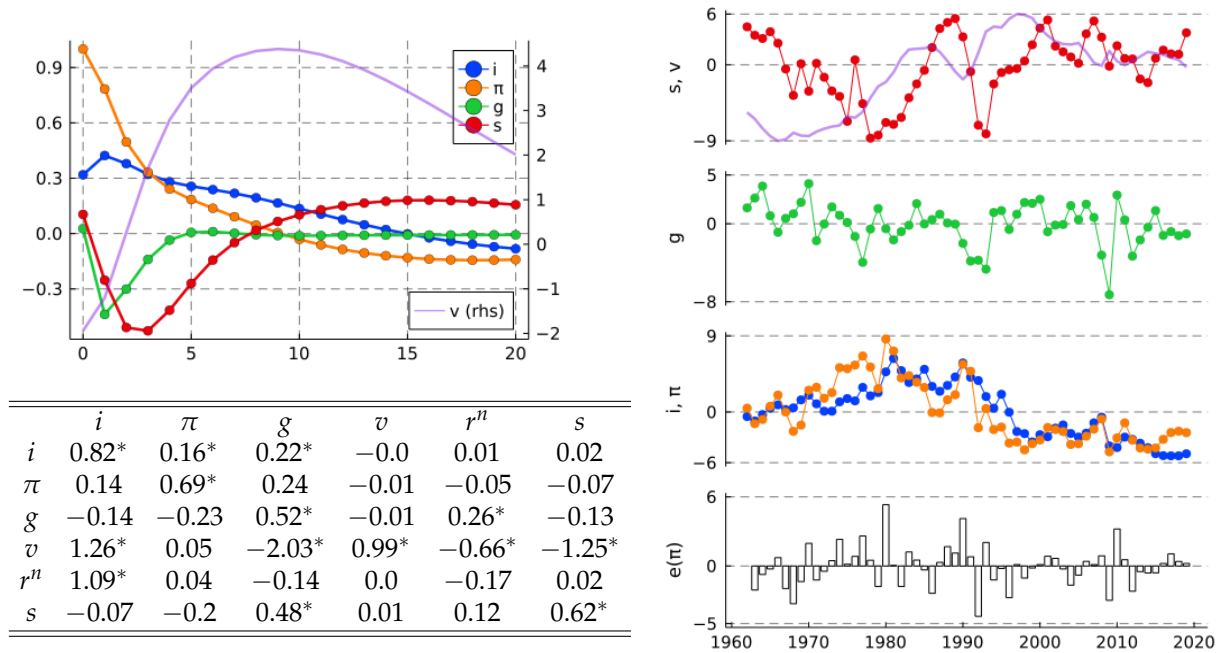 0.9
0.6
0.3
0.0
−0.3
4
3
2
1
0
−1
−2
i
π
g
s
v (rhs)
0 5 10 15 20
i π g v rⁿ s
i 0.82* 0.16* 0.22* −0.0 0.01 0.02
π 0.14 0.69* 0.24 −0.01 −0.05 −0.07
g −0.14 −0.23 0.52* −0.01 0.26* −0.13
v 1.26* 0.05 −2.03* 0.99* −0.66* −1.25*
rⁿ 1.09* 0.04 −0.14 0.0 −0.17 0.02
s −0.07 −0.2 0.48* 0.01 0.12 0.62*
6
0
−9
s, v
5
0
−8
g
9
0
−6
i, π
6
0
−5
e(π)
1960 1970 1980 1990 2000 2010 2020